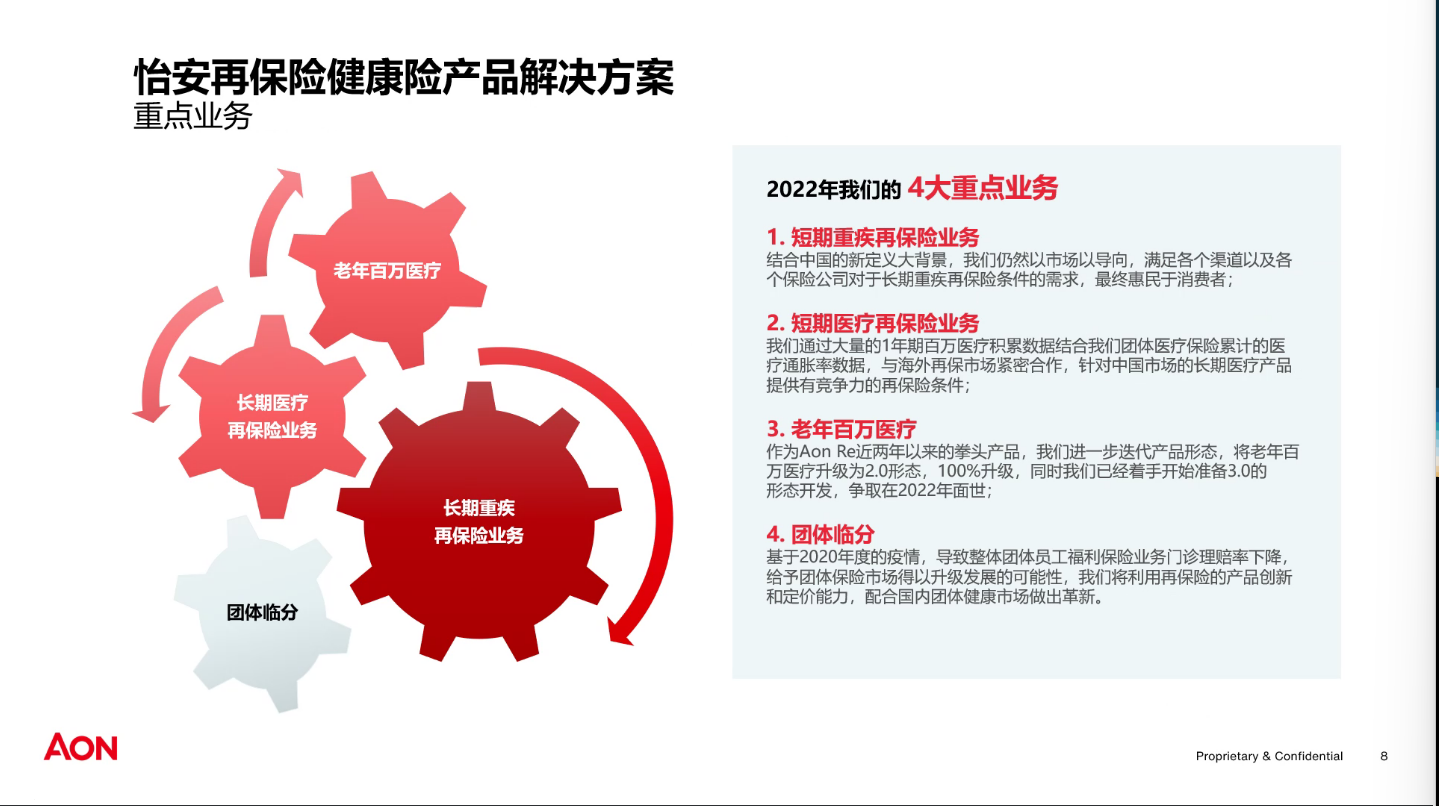 怡安再保险健康险产品解决方案
重点业务
老年百万医疗
长期医疗
再保险业务
长期重疾
再保险业务
团体临分
2022年我们的 4大重点业务
1. 短期重疾再保险业务
结合中国的新定义大背景，我们仍然以市场以导向，满足各个渠道以及各
个保险公司对于长期重疾再保险条件的需求，最终惠民于消费者；
2. 短期医疗再保险业务
我们通过大量的1年期百万医疗积累数据结合我们团体医疗保险累计的医
疗通胀率数据，与海外再保市场紧密合作，针对中国市场的长期医疗产品
提供有竞争力的再保险条件；
3. 老年百万医疗
作为Aon Re近两年以来的拳头产品，我们进一步迭代产品形态，将老年百
万医疗升级为2.0形态，100%升级，同时我们已经着手开始准备3.0的
形态开发，争取在2022年面世；
4. 团体临分
基于2020年度的疫情，导致整体团体员工福利保险业务门诊理赔率下降，
给予团体保险市场得以升级发展的可能性，我们将利用再保险的产品创新
和定价能力，配合国内团体健康市场做出革新。
AON
Proprietary & Confidential 8